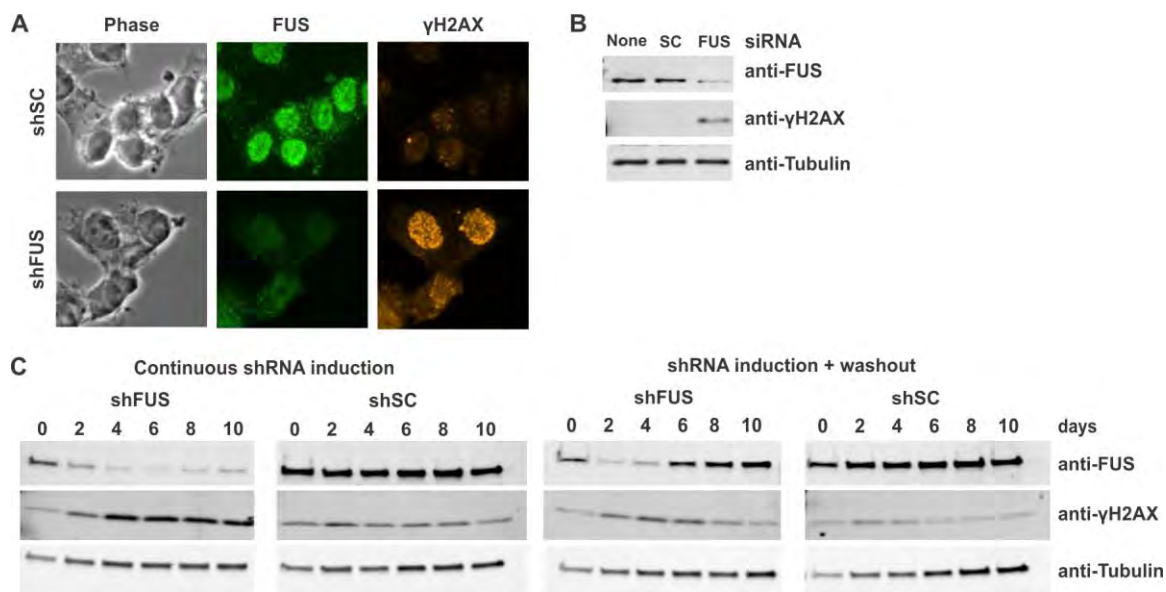 A
Phase FUS γH2AX
shSC
shFUS
B
None SC FUS siRNA
anti-FUS
anti-γH2AX
anti-Tubulin
C
Continuous shRNA induction
shFUS shSC
0 2 4 6 8 10 0 2 4 6 8 10
shRNA induction + washout
shFUS shSC
0 2 4 6 8 10 0 2 4 6 8 10 days
anti-FUS
anti-γH2AX
anti-Tubulin